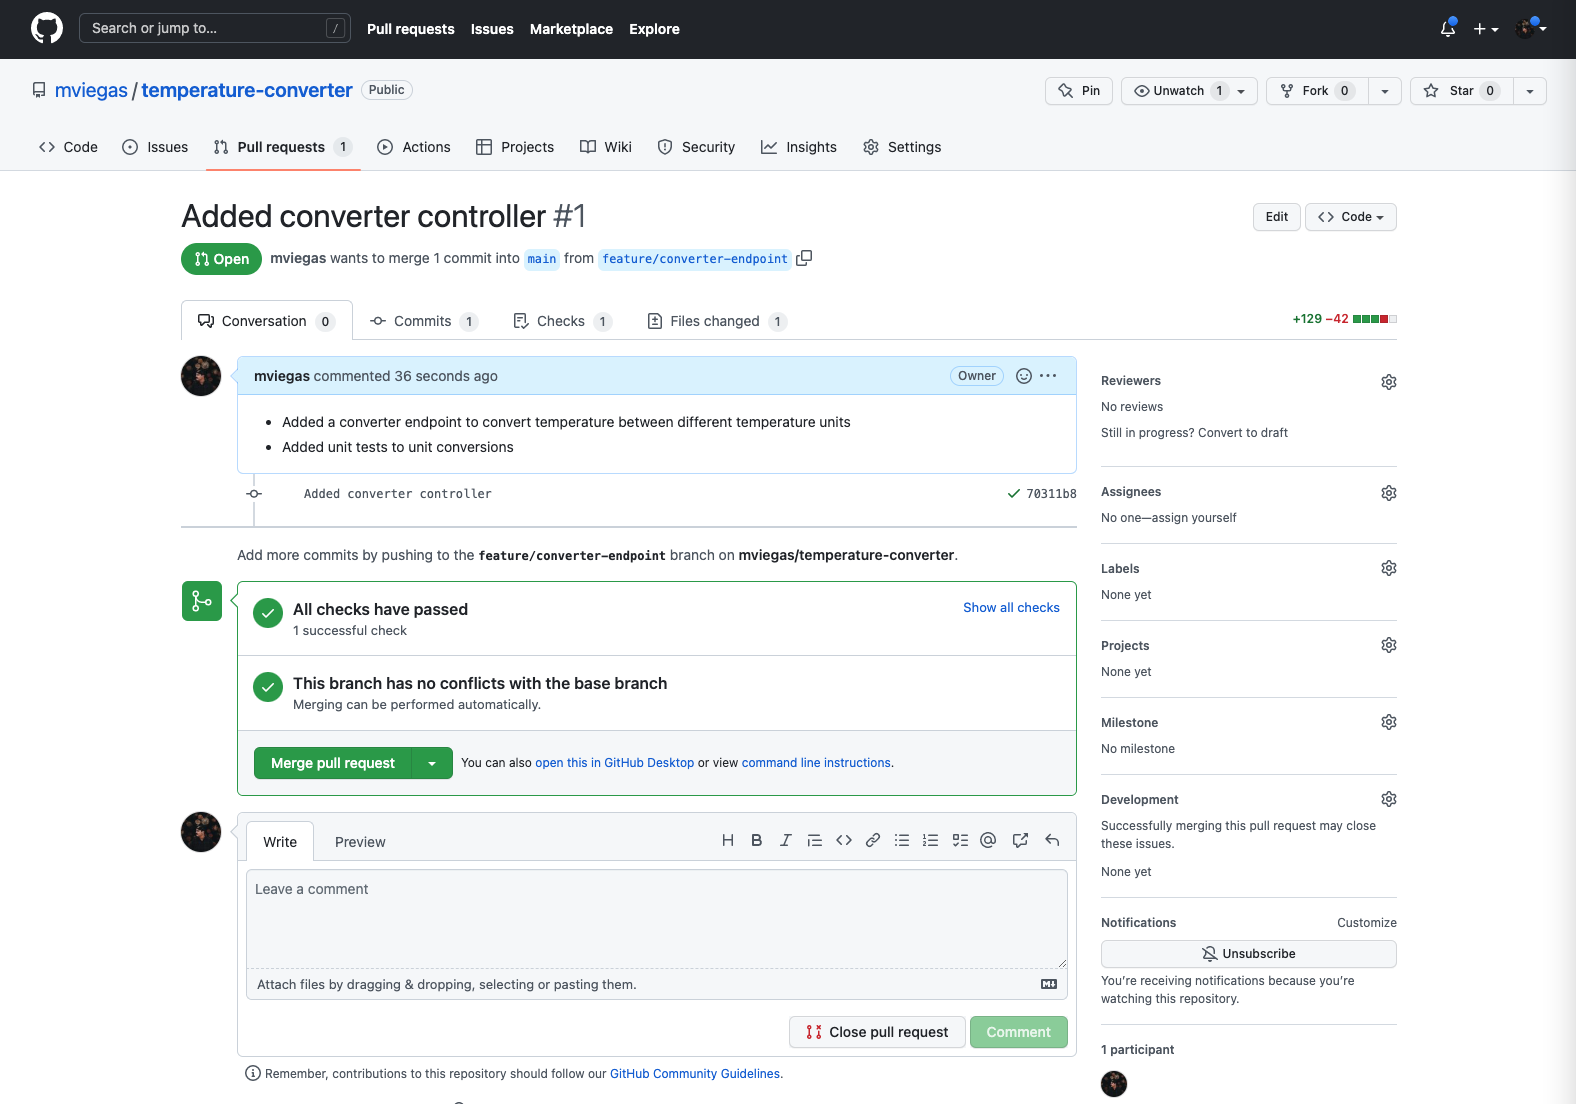 Search or jump to... /
Pull requests Issues Marketplace Explore
mviegas / temperature-converter Public
Pin Unwatch 1 Fork 0 Star 0
Code Issues Pull requests 1 Actions Projects Wiki Security Insights Settings
Added converter controller #1
Edit Code
Open mviegas wants to merge 1 commit into main from feature/converter-endpoint
Conversation 0 Commits 1 Checks 1 Files changed 1
+129 −42
mviegas commented 36 seconds ago Owner
Added a converter endpoint to convert temperature between different temperature units
Added unit tests to unit conversions
Added converter controller 70311b8
Add more commits by pushing to the feature/converter-endpoint branch on mviegas/temperature-converter.
All checks have passed Show all checks
1 successful check
This branch has no conflicts with the base branch
Merging can be performed automatically.
Merge pull request You can also open this in GitHub Desktop or view command line instructions.
Write Preview
H B I @
Leave a comment
Attach files by dragging & dropping, selecting or pasting them.
Close pull request Comment
Remember, contributions to this repository should follow our GitHub Community Guidelines.
Reviewers
No reviews
Still in progress? Convert to draft
Assignees
No one—assign yourself
Labels
None yet
Projects
None yet
Milestone
No milestone
Development
Successfully merging this pull request may close
these issues.
None yet
Notifications Customize
Unsubscribe
You're receiving notifications because you're
watching this repository.
1 participant